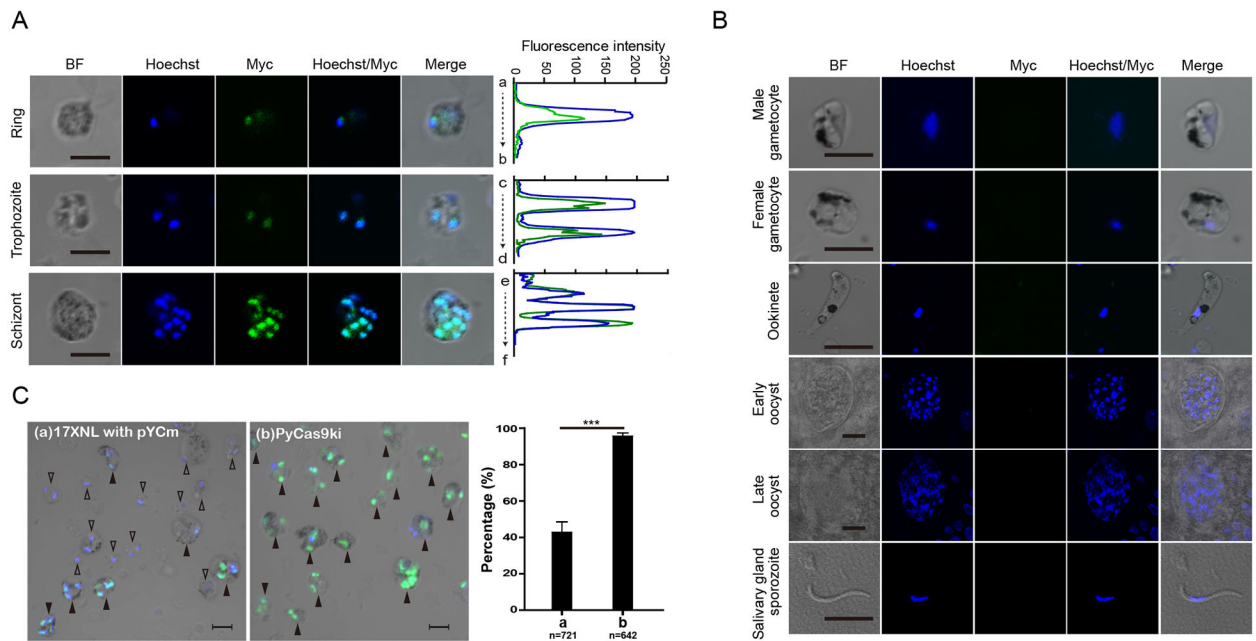 A
Fluorescence intensity
BF Hoechst Myc Hoechst/Myc Merge
0 50 100 150 200 250
Ring
a
b
Trophozoite
c
d
Schizont
e
f
B
BF Hoechst Myc Hoechst/Myc Merge
Male
gametocyte
Female
gametocyte
Ookinete
Early
oocyst
Late
oocyst
Salivary gland
sporozoite
C
(a)17XNL with pYCm
(b)PyCas9ki
Percentage (%)
100
80
60
40
20
0
***
a b
n=721 n=642